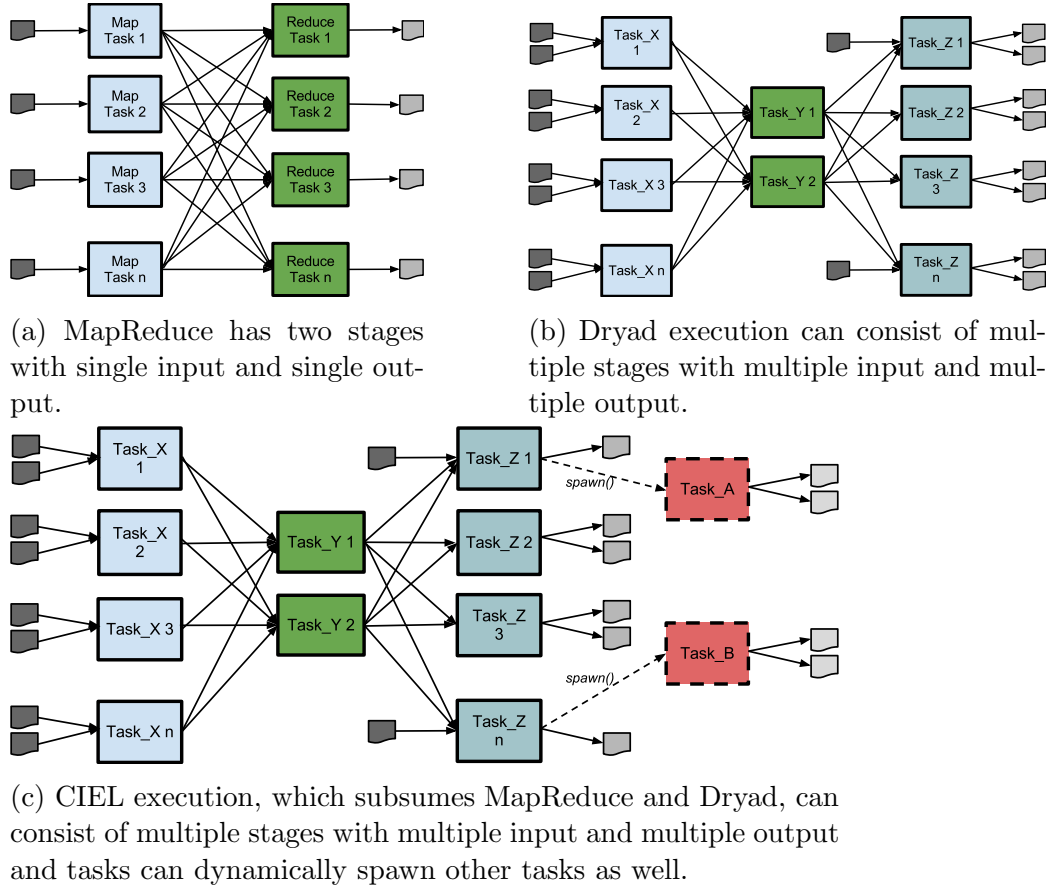 Map
Task 1
Reduce
Task 1
Map
Task 2
Reduce
Task 2
Map
Task 3
Reduce
Task 3
Map
Task n
Reduce
Task n
(a) MapReduce has two stages
with single input and single out-
put.
Task_X
1
Task_X
2
Task_X 3
Task_X n
Task_Y 1
Task_Y 2
Task_Z 1
Task_Z 2
Task_Z
3
Task_Z
n
(b) Dryad execution can consist of mul-
tiple stages with multiple input and mul-
tiple output.
Task_X
1
Task_X
2
Task_X 3
Task_X n
Task_Y 1
Task_Y 2
Task_Z 1
Task_Z 2
Task_Z
3
Task_Z
n
spawn()
Task_A
spawn()
Task_B
(c) CIEL execution, which subsumes MapReduce and Dryad, can
consist of multiple stages with multiple input and multiple output
and tasks can dynamically spawn other tasks as well.